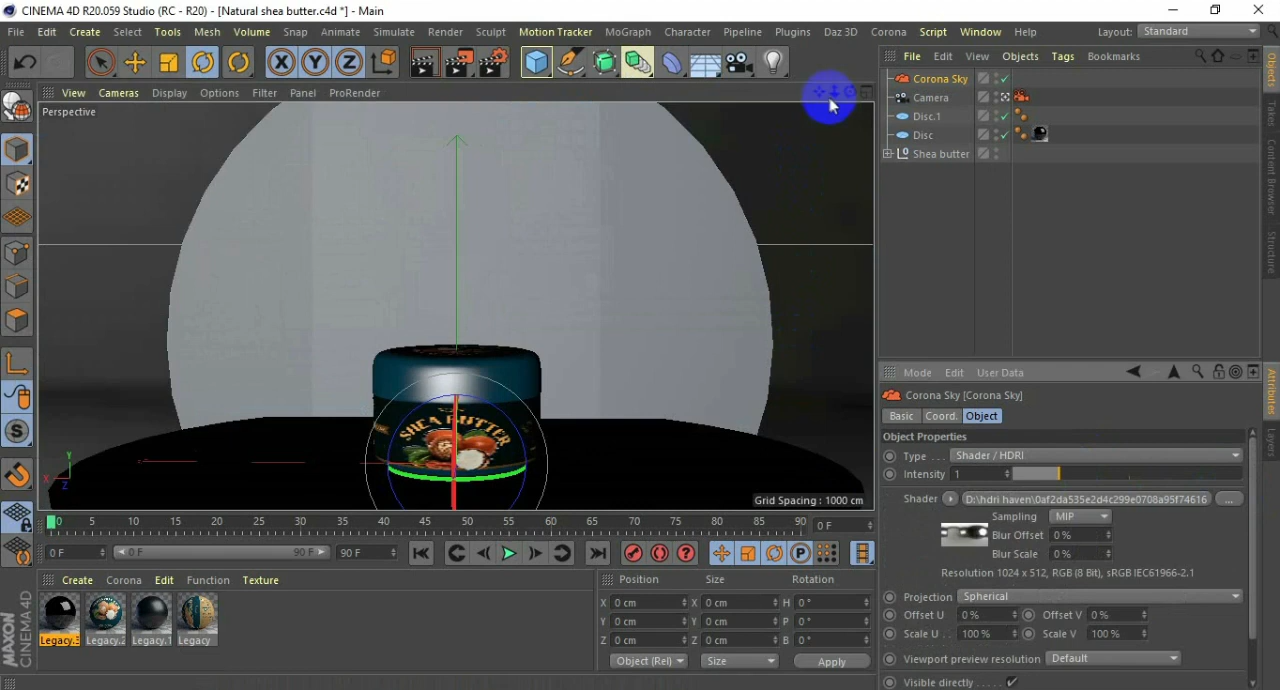 CINEMA 4D R20.059 Studio (RC - R20) - [Natural shea butter.c4d *] - Main
File Edit Create Select Tools Mesh Volume Snap Animate Simulate Render Sculpt Motion Tracker MoGraph Character Pipeline Plugins Daz 3D Corona Script Window Help Layout: Standard
File Edit View Objects Tags Bookmarks
View Cameras Display Options Filter Panel ProRender
Perspective
Corona Sky
Camera
Disc.1
Disc
Shea butter
Objects
Takes
Content Browser
Structure
SHEA BUTTER
Y
X
Z
Grid Spacing : 1000 cm
Mode Edit User Data
Corona Sky [Corona Sky]
Basic Coord. Object
Object Properties
Type Shader / HDRI
Intensity 1
Shader D:\hdri haven\0af2da535e2d4c299e0708a95f74616 ...
Sampling MIP
Blur Offset 0 %
Blur Scale 0 %
Resolution 1024 x 512, RGB (8 Bit), sRGB IEC61966-2.1
Projection Spherical
Offset U 0 % Offset V 0 %
Scale U 100 % Scale V 100 %
Viewport preview resolution Default
Visible directly
Attributes
Layers
0 5 10 15 20 25 30 35 40 45 50 55 60 65 70 75 80 85 90 0 F
0 F 0 F 90 F 90 F
Create Corona Edit Function Texture
Legacy.3 Legacy.2 Legacy.1 Legacy
Position Size Rotation
X 0 cm X 0 cm H 0 °
Y 0 cm Y 0 cm P 0 °
Z 0 cm Z 0 cm B 0 °
Object (Rel) Size Apply
MAXON
CINEMA 4D